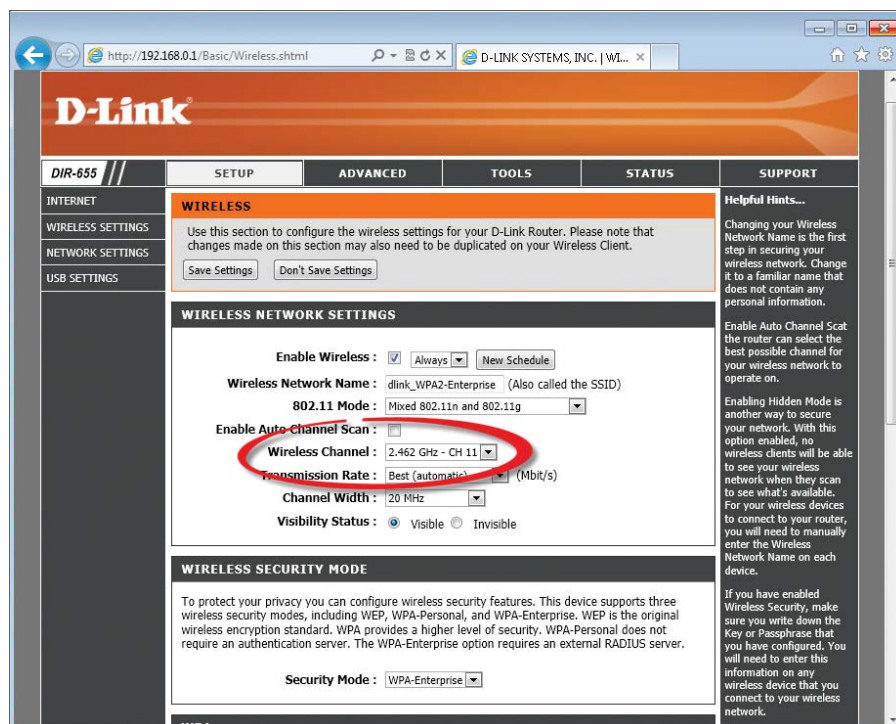 http://192.168.0.1/Basic/Wireless.shtml
D-LINK SYSTEMS, INC. | WI...
D-Link
DIR-655
SETUP
ADVANCED
TOOLS
STATUS
SUPPORT
INTERNET
WIRELESS SETTINGS
NETWORK SETTINGS
USB SETTINGS
WIRELESS
Use this section to configure the wireless settings for your D-Link Router. Please note that
changes made on this section may also need to be duplicated on your Wireless Client.
Save Settings
Don't Save Settings
WIRELESS NETWORK SETTINGS
Enable Wireless : Always New Schedule
Wireless Network Name : dlink_WPA2-Enterprise (Also called the SSID)
802.11 Mode : Mixed 802.11n and 802.11g
Enable Auto Channel Scan :
Wireless Channel : 2.462 GHz - CH 11
Transmission Rate : Best (automatic) (Mbit/s)
Channel Width : 20 MHz
Visibility Status : Visible Invisible
WIRELESS SECURITY MODE
To protect your privacy you can configure wireless security features. This device supports three
wireless security modes, including WEP, WPA-Personal, and WPA-Enterprise. WEP is the original
wireless encryption standard. WPA provides a higher level of security. WPA-Personal does not
require an authentication server. The WPA-Enterprise option requires an external RADIUS server.
Security Mode : WPA-Enterprise
Helpful Hints...
Changing your Wireless
Network Name is the first
step in securing your
wireless network. Change
it to a familiar name that
does not contain any
personal information.
Enable Auto Channel Scat
the router can select the
best possible channel for
your wireless network to
operate on.
Enabling Hidden Mode is
another way to secure
your network. With this
option enabled, no
wireless clients will be able
to see your wireless
network when they scan
to see what's available.
For your wireless devices
to connect to your router,
you will need to manually
enter the Wireless
Network Name on each
device.
If you have enabled
Wireless Security, make
sure you write down the
Key or Passphrase that
you have configured. You
will need to enter this
information on any
wireless device that you
connect to your wireless
network.